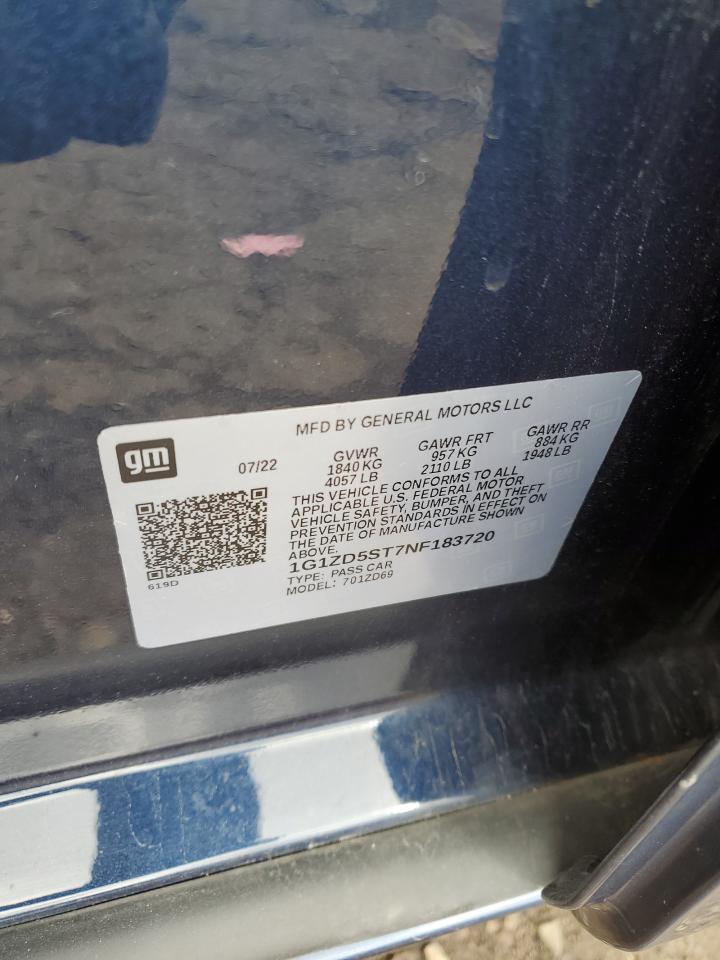 MFD BY GENERAL MOTORS LLC
gm
07/22
GVWR GAWR FRT GAWR RR
1840 KG 957 KG 884 KG
4057 LB 2110 LB 1948 LB
THIS VEHICLE CONFORMS TO ALL
APPLICABLE U.S. FEDERAL MOTOR
VEHICLE SAFETY, BUMPER, AND THEFT
PREVENTION STANDARDS IN EFFECT ON
THE DATE OF MANUFACTURE SHOWN
ABOVE.
1G1ZD5ST7NF183720
TYPE: PASS CAR
MODEL: 701ZD69
619D